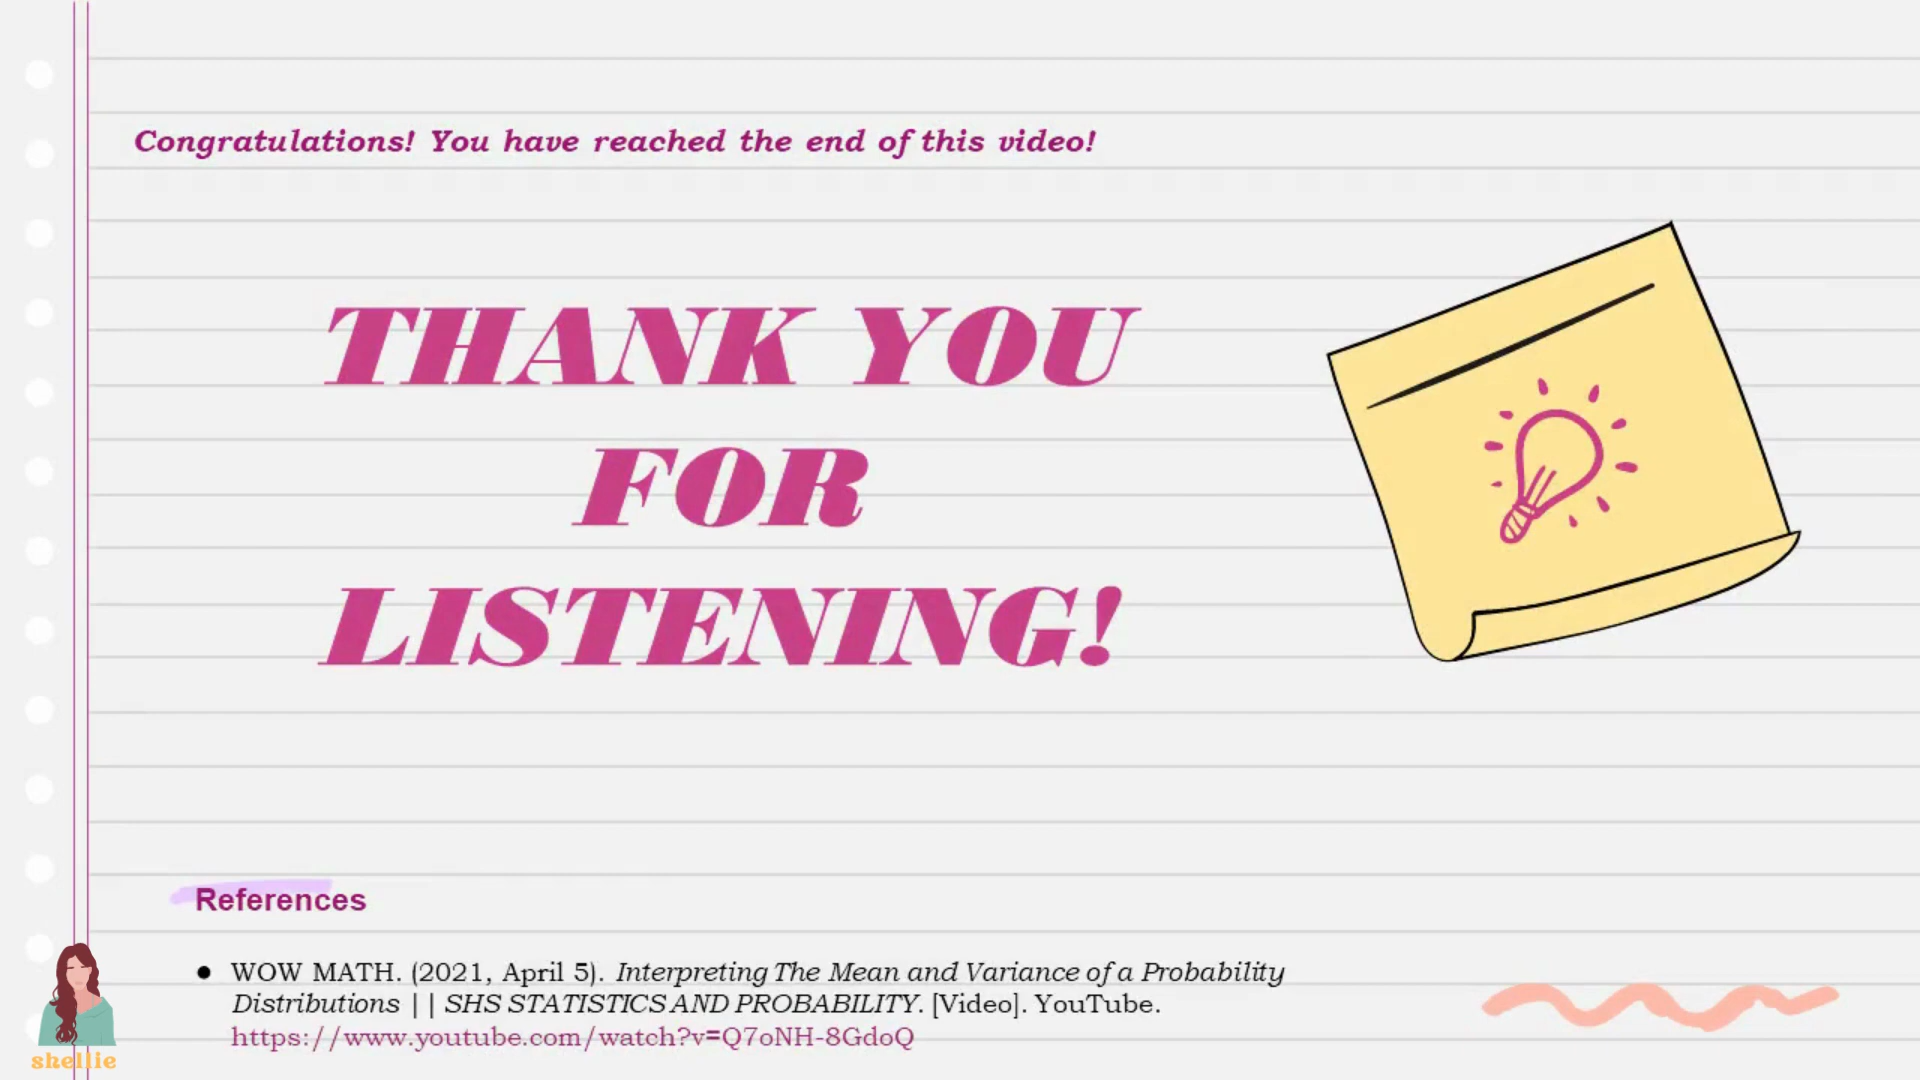 Congratulations! You have reached the end of this video!
THANK YOU
FOR
LISTENING!
References
● WOW MATH. (2021, April 5). Interpreting The Mean and Variance of a Probability
Distributions || SHS STATISTICS AND PROBABILITY. [Video]. YouTube.
https://www.youtube.com/watch?v=Q7oNH-8GdoQ
shellie